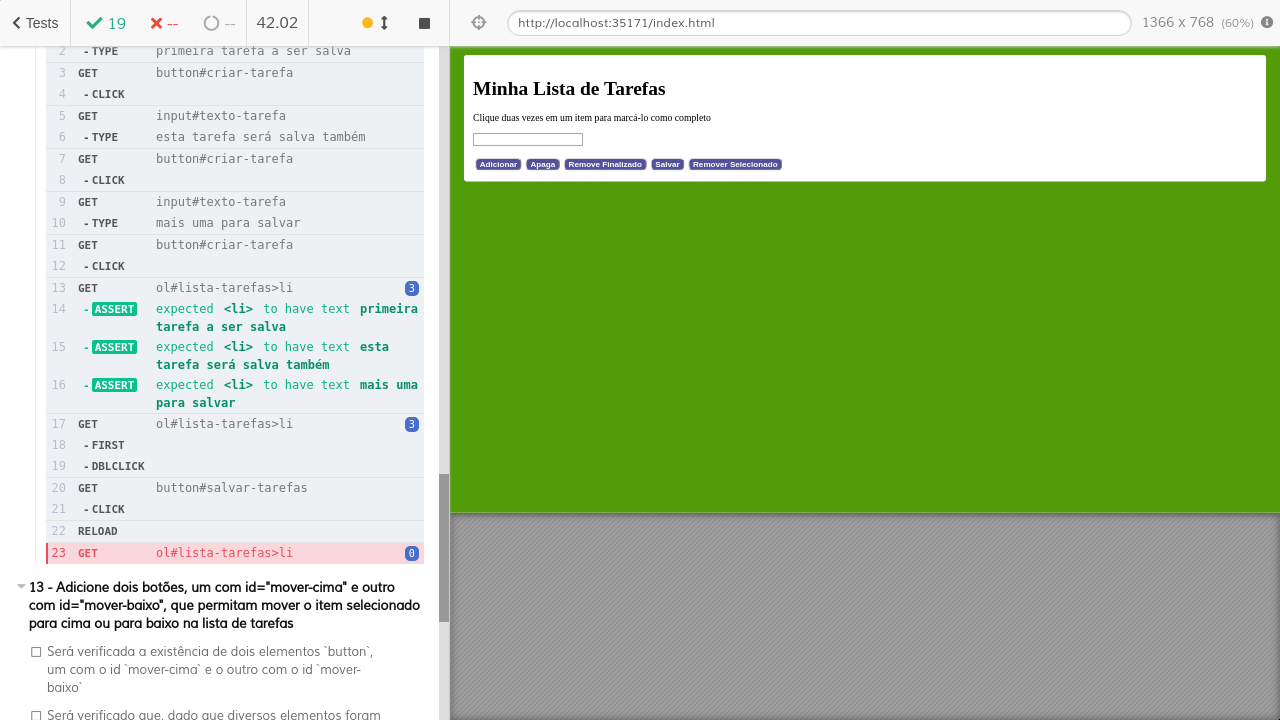 Tests
19
--
--
42.02
http://localhost:35171/index.html
1366 x 768 (60%)
2 - TYPE primeira tarefa a ser salva
3 GET button#criar-tarefa
4 - CLICK
5 GET input#texto-tarefa
6 - TYPE esta tarefa será salva também
7 GET button#criar-tarefa
8 - CLICK
9 GET input#texto-tarefa
10 - TYPE mais uma para salvar
11 GET button#criar-tarefa
12 - CLICK
13 GET ol#lista-tarefas>li 3
14 - ASSERT expected <li> to have text primeira
tarefa a ser salva
15 - ASSERT expected <li> to have text esta
tarefa será salva também
16 - ASSERT expected <li> to have text mais uma
para salvar
17 GET ol#lista-tarefas>li 3
18 - FIRST
19 - DBLCLICK
20 GET button#salvar-tarefas
21 - CLICK
22 RELOAD
23 GET ol#lista-tarefas>li 0
13 - Adicione dois botões, um com id="mover-cima" e outro
com id="mover-baixo", que permitam mover o item selecionado
para cima ou para baixo na lista de tarefas
Será verificada a existência de dois elementos `button`,
um com o id `mover-cima` e o outro com o id `mover-
baixo`
Será verificado que, dado que diversos elementos foram
Minha Lista de Tarefas
Clique duas vezes em um item para marcá-lo como completo
Adicionar Apaga Remove Finalizado Salvar Remover Selecionado